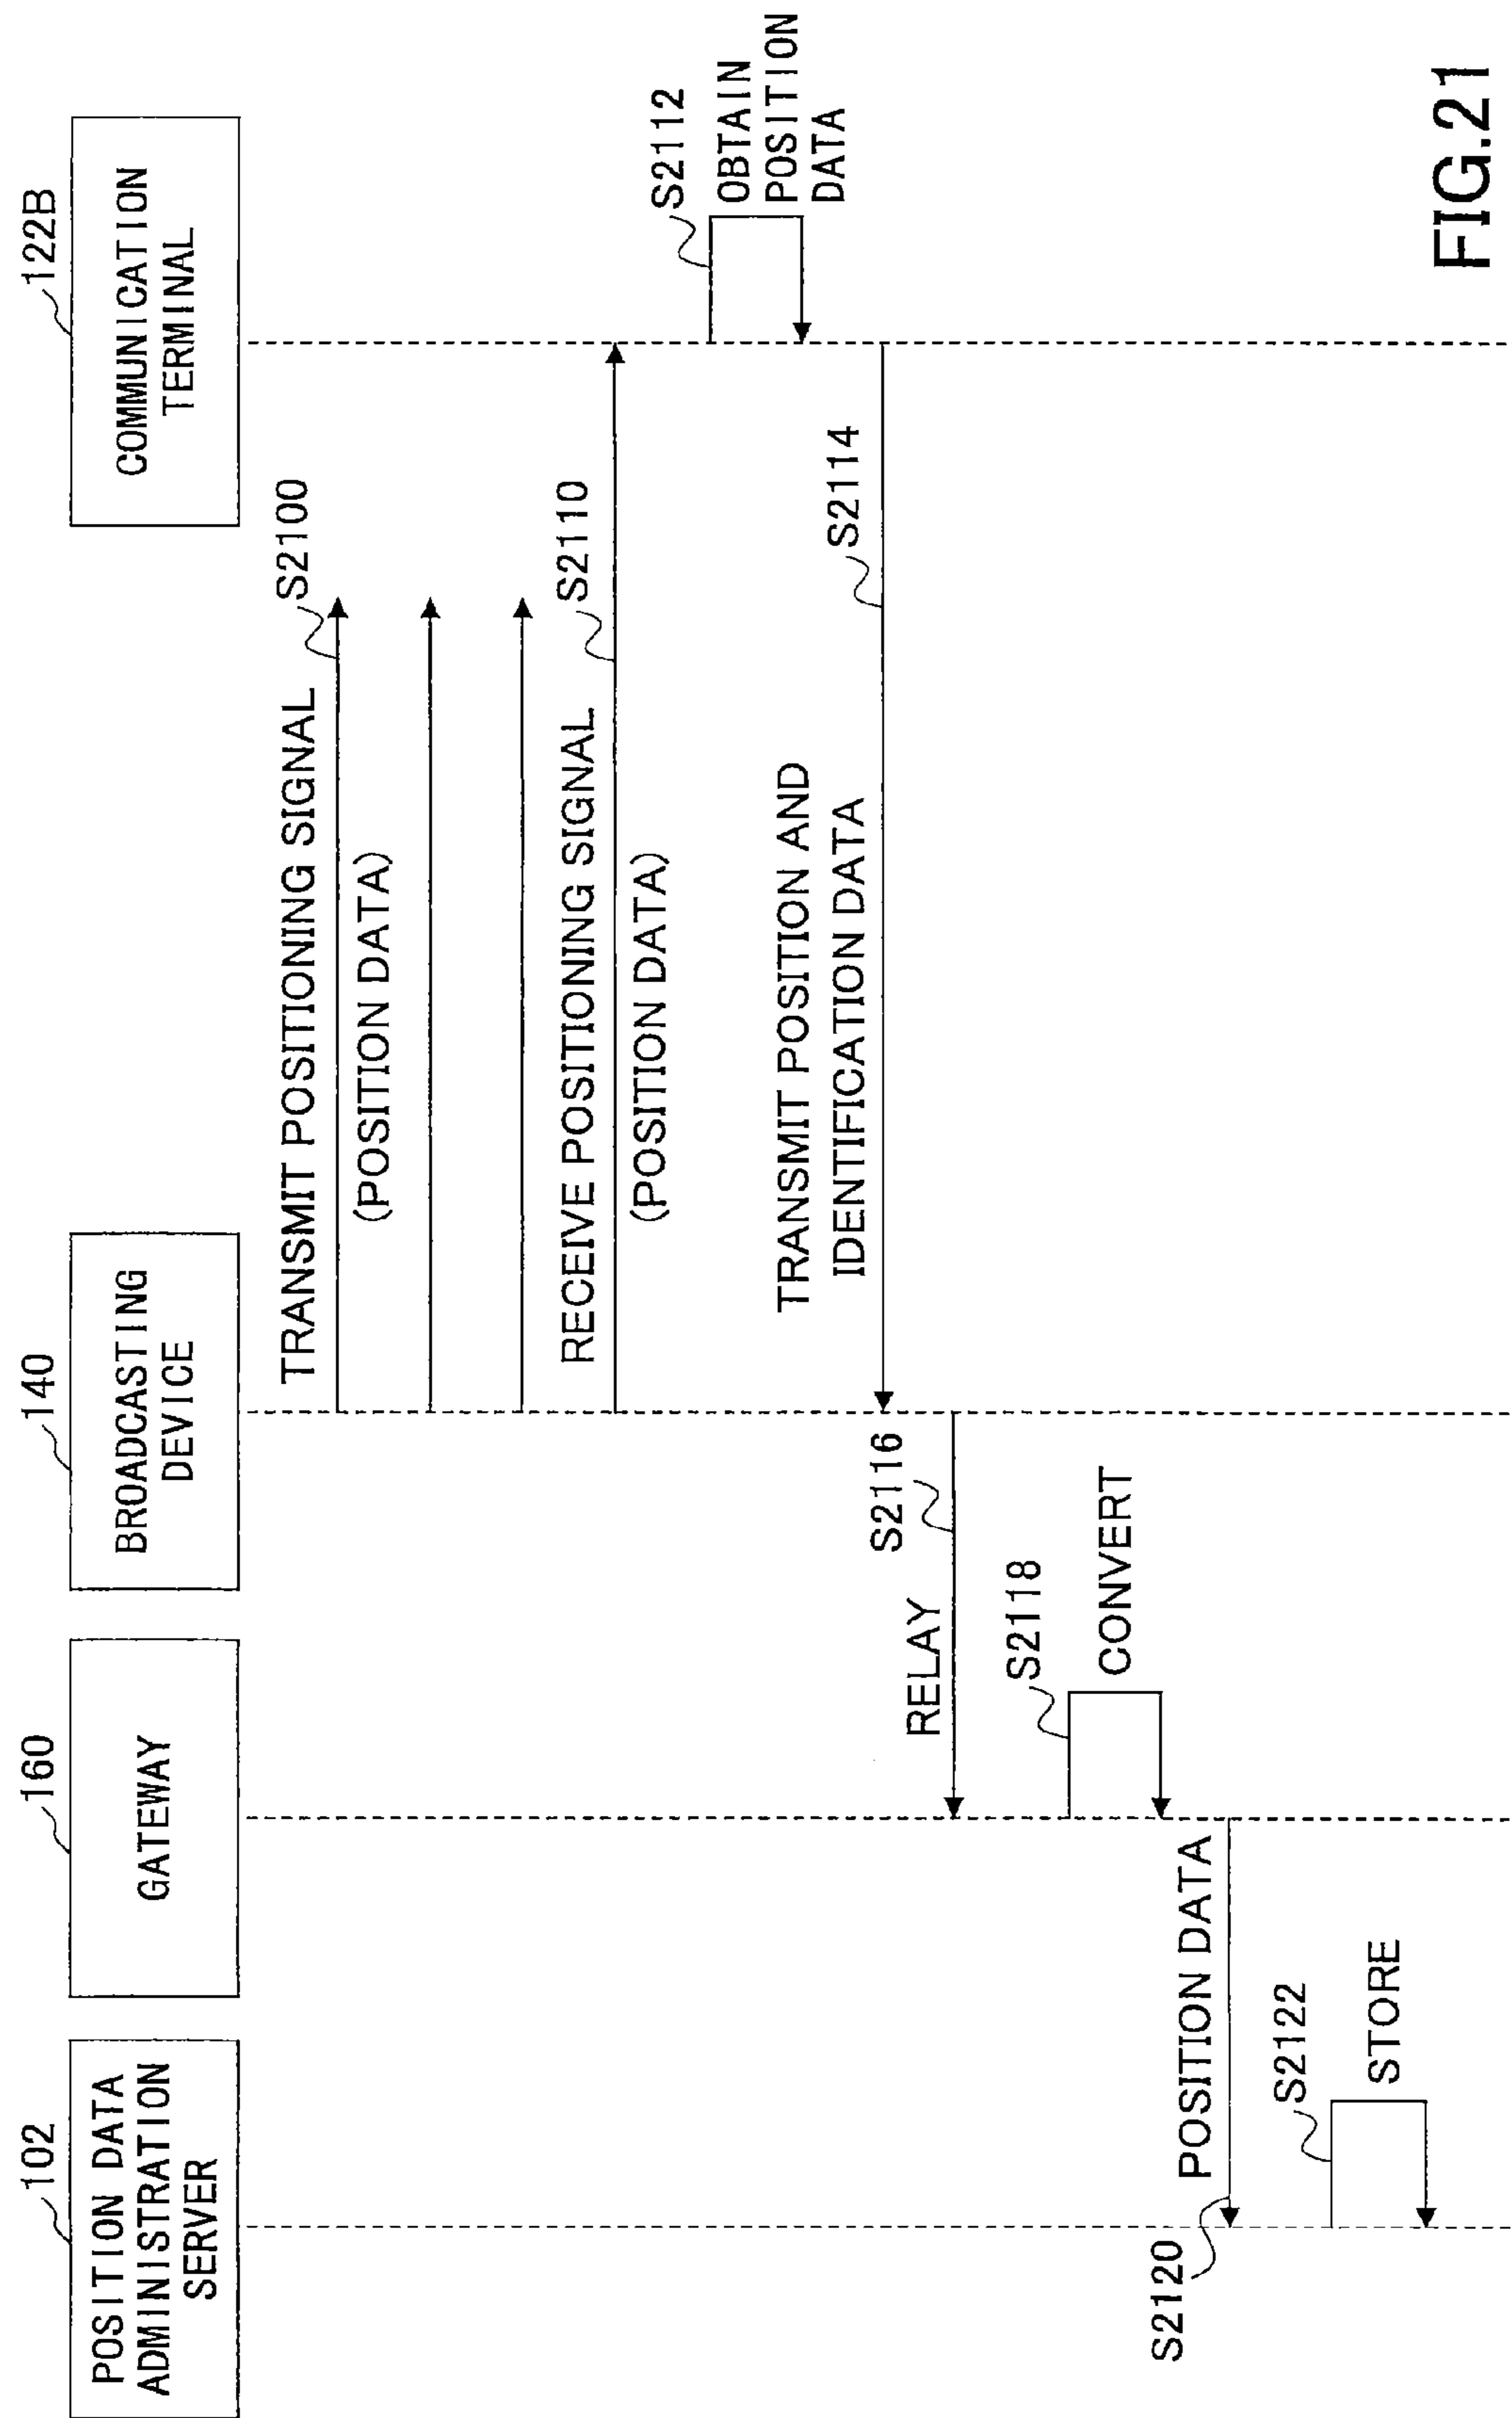 102
POSITION DATA
ADMINISTRATION
SERVER
160
GATEWAY
140
BROADCASTING
DEVICE
122B
COMMUNICATION
TERMINAL
TRANSMIT POSITIONING SIGNAL
S2100
(POSITION DATA)
RECEIVE POSITIONING SIGNAL
S2110
(POSITION DATA)
S2112
OBTAIN
POSITION
DATA
TRANSMIT POSITION AND
IDENTIFICATION DATA
S2114
RELAY
S2116
S2118
CONVERT
POSITION DATA
S2120
S2122
STORE
FIG.21